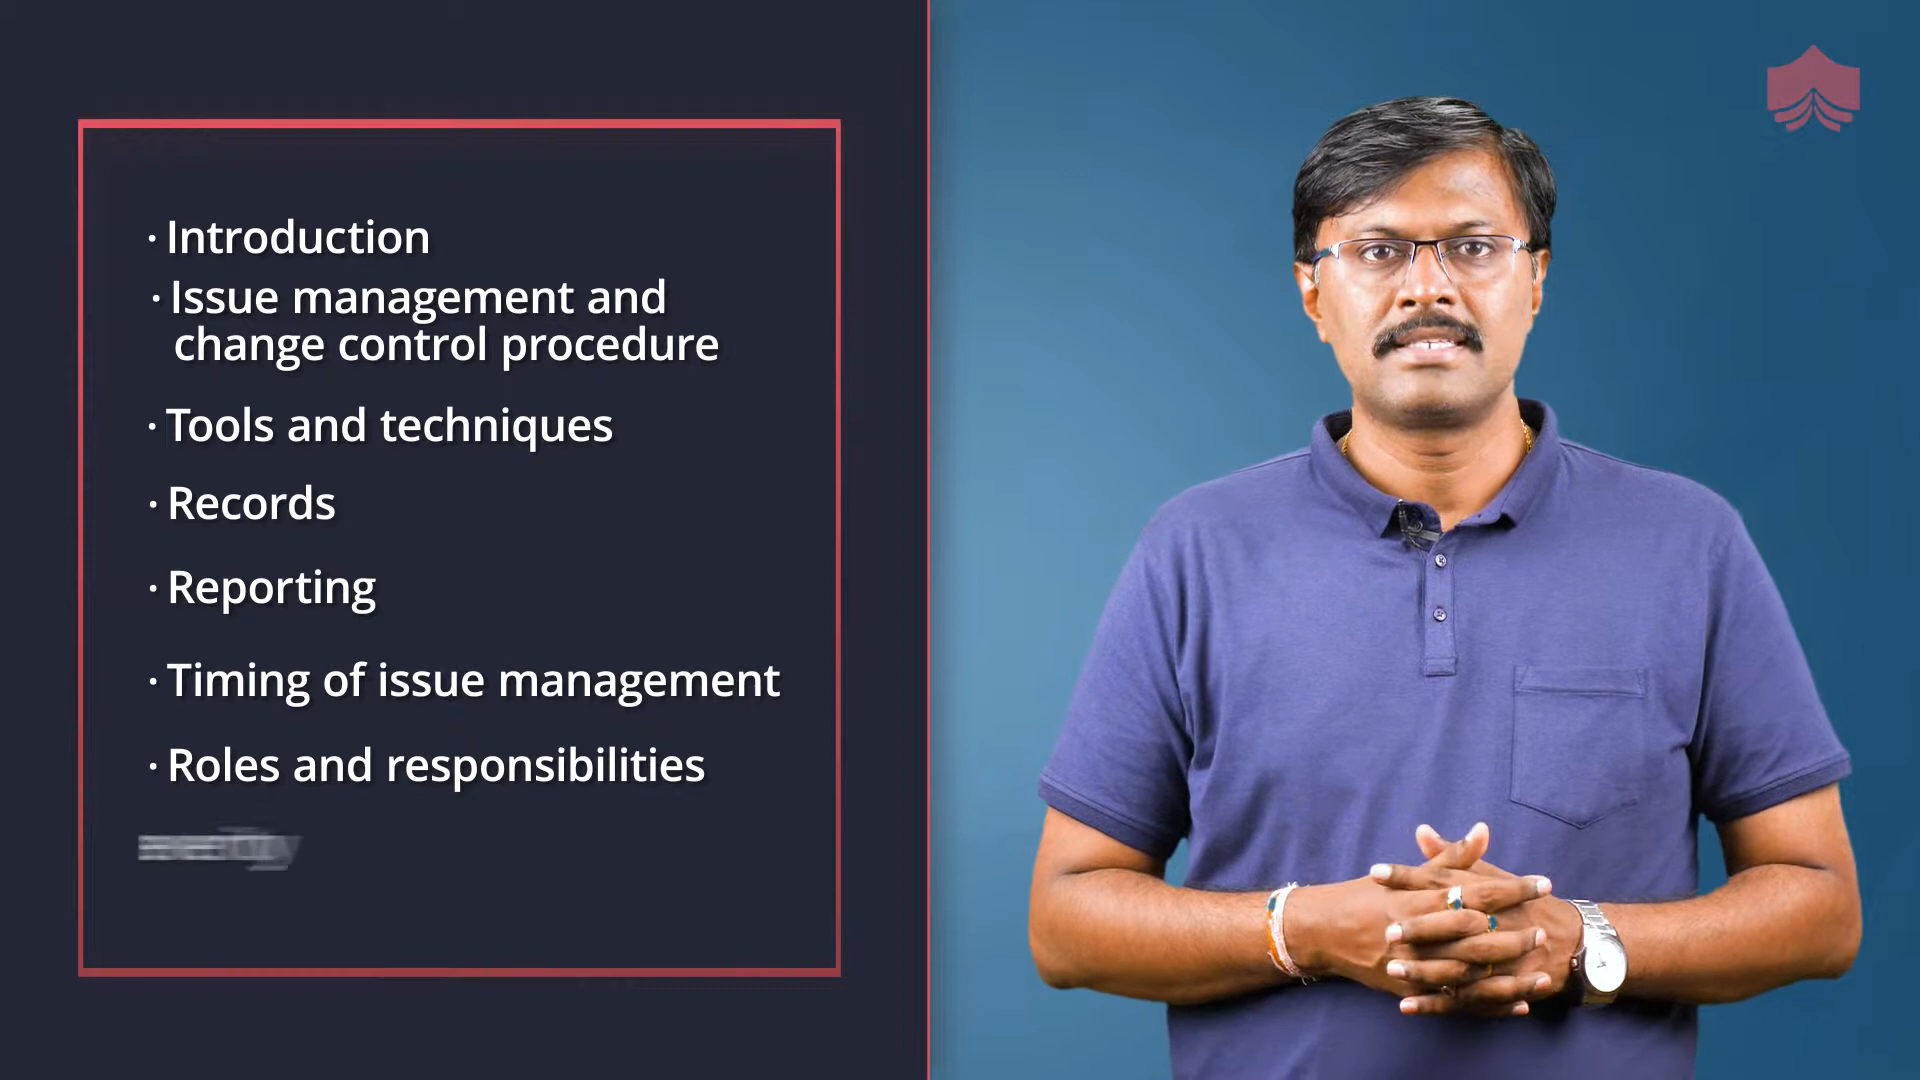 · Introduction
· Issue management and
change control procedure
· Tools and techniques
· Records
· Reporting
· Timing of issue management
· Roles and responsibilities